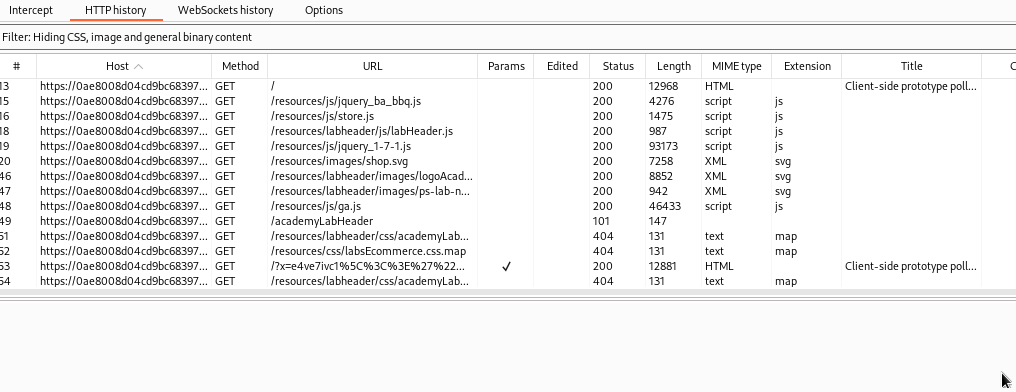 Intercept HTTP history WebSockets history Options
Filter: Hiding CSS, image and general binary content
# Host Method URL Params Edited Status Length MIME type Extension Title C
13 https://0ae8008d04cd9bc68397... GET / 200 12968 HTML Client-side prototype poll...
15 https://0ae8008d04cd9bc68397... GET /resources/js/jquery_ba_bbq.js 200 4276 script js
16 https://0ae8008d04cd9bc68397... GET /resources/js/store.js 200 1475 script js
18 https://0ae8008d04cd9bc68397... GET /resources/labheader/js/labHeader.js 200 987 script js
19 https://0ae8008d04cd9bc68397... GET /resources/js/jquery_1-7-1.js 200 93173 script js
20 https://0ae8008d04cd9bc68397... GET /resources/images/shop.svg 200 7258 XML svg
46 https://0ae8008d04cd9bc68397... GET /resources/labheader/images/logoAcad... 200 8852 XML svg
47 https://0ae8008d04cd9bc68397... GET /resources/labheader/images/ps-lab-n... 200 942 XML svg
48 https://0ae8008d04cd9bc68397... GET /resources/js/ga.js 200 46433 script js
49 https://0ae8008d04cd9bc68397... GET /academyLabHeader 101 147
51 https://0ae8008d04cd9bc68397... GET /resources/labheader/css/academyLab... 404 131 text map
52 https://0ae8008d04cd9bc68397... GET /resources/css/labsEcommerce.css.map 404 131 text map
53 https://0ae8008d04cd9bc68397... GET /?x=e4ve7ivc1%5C%3C%3E%27%22... ✓ 200 12881 HTML Client-side prototype poll...
54 https://0ae8008d04cd9bc68397... GET /resources/labheader/css/academyLab... 404 131 text map